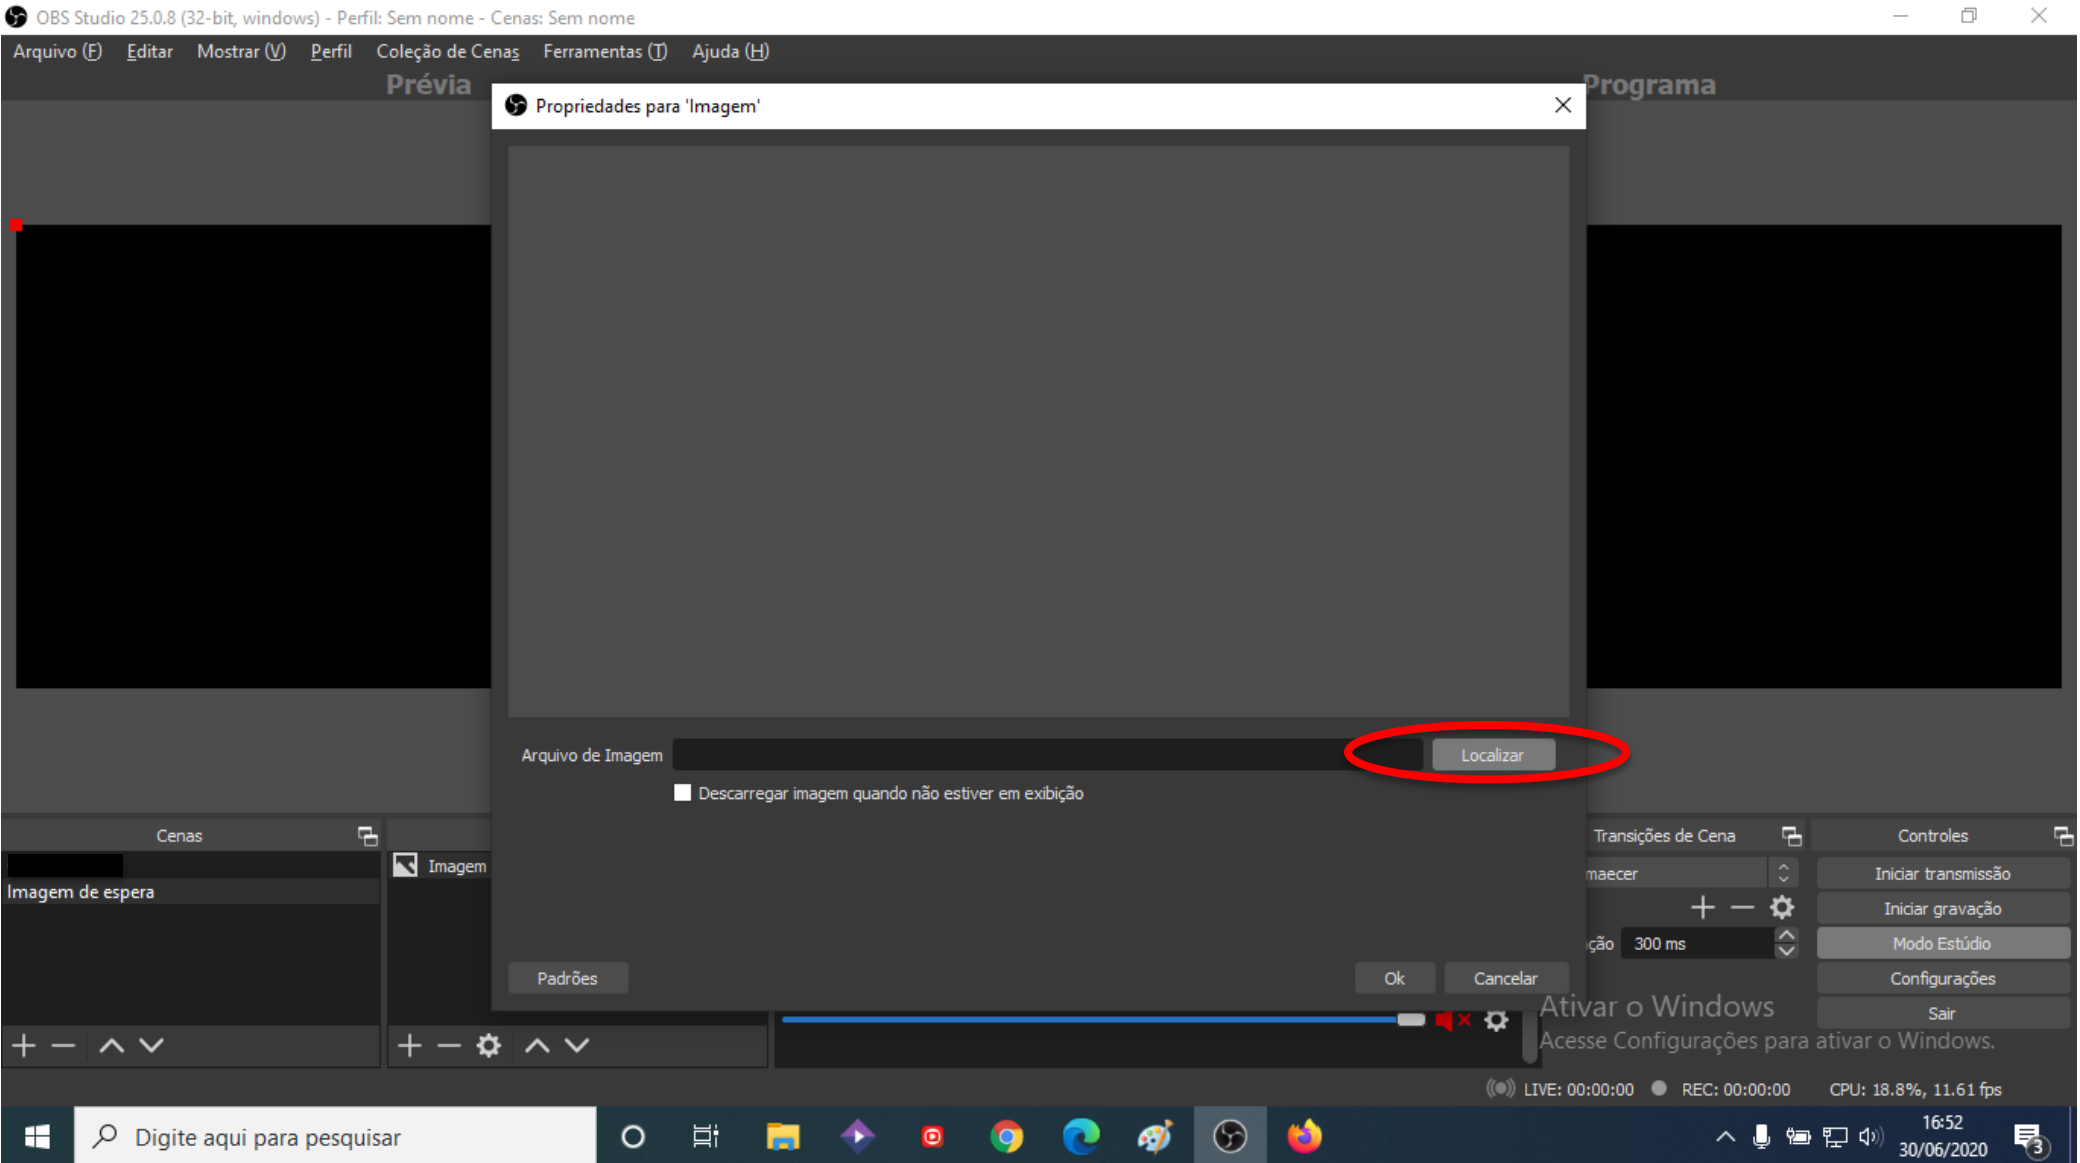 OBS Studio 25.0.8 (32-bit, windows) - Perfil: Sem nome - Cenas: Sem nome
Arquivo (F) Editar Mostrar (V) Perfil Coleção de Cenas Ferramentas (T) Ajuda (H)
Prévia
Programa
Propriedades para 'Imagem'
Arquivo de Imagem
Localizar
Descarregar imagem quando não estiver em exibição
Padrões
Ok
Cancelar
Cenas
Imagem de espera
Imagem
Transições de Cena
maecer
ção 300 ms
Controles
Iniciar transmissão
Iniciar gravação
Modo Estúdio
Configurações
Sair
Ativar o Windows
Acesse Configurações para ativar o Windows.
LIVE: 00:00:00 REC: 00:00:00 CPU: 18.8%, 11.61 fps
Digite aqui para pesquisar
16:52
30/06/2020
3